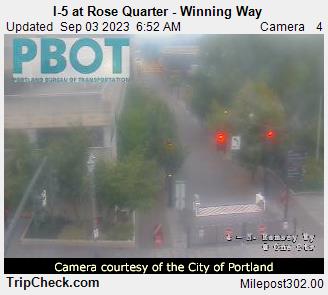 I-5 at Rose Quarter - Winning Way
Updated Sep 03 2023 6:52 AM Camera 4
PBOT
PORTLAND BUREAU OF TRANSPORTATION
Camera courtesy of the City of Portland
TripCheck.com Milepost302.00